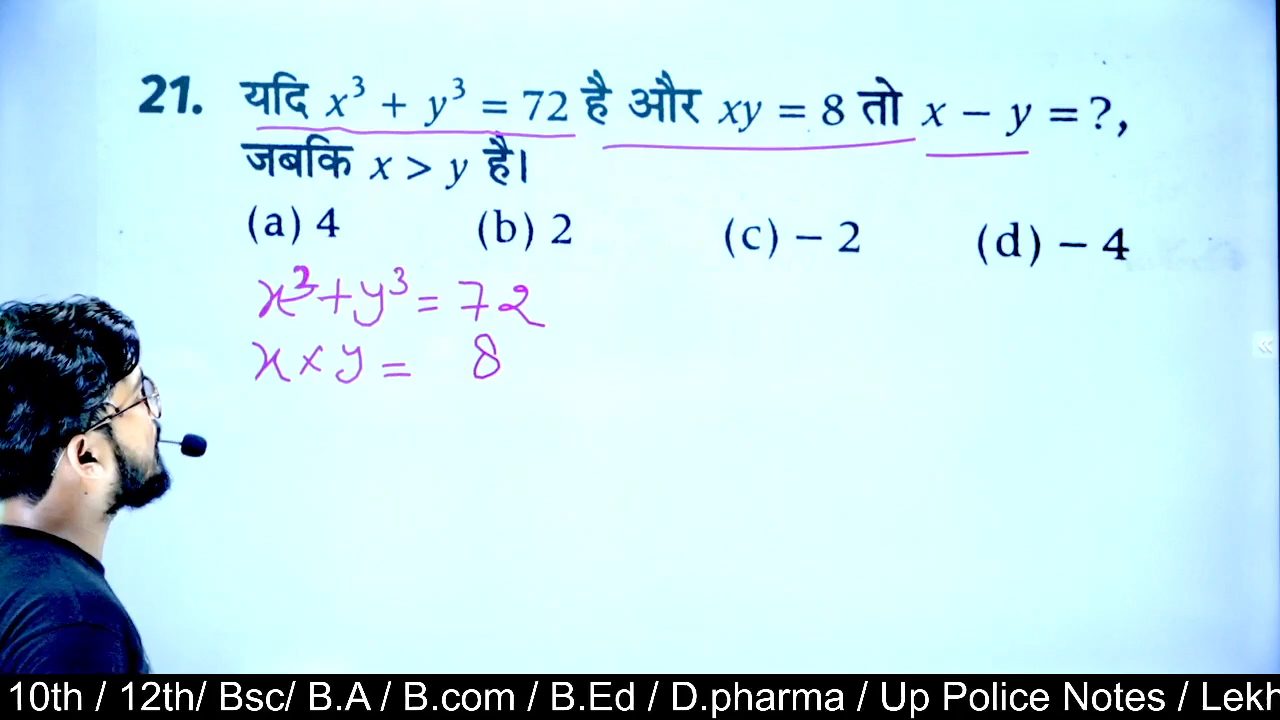 21. यदि x³ + y³ = 72 है और xy = 8 तो x − y = ?,
जबकि x > y है।
(a) 4 (b) 2 (c) − 2 (d) − 4
x³+y³ = 72
x × y = 8
«
10th / 12th/ Bsc/ B.A / B.com / B.Ed / D.pharma / Up Police Notes / Lekh